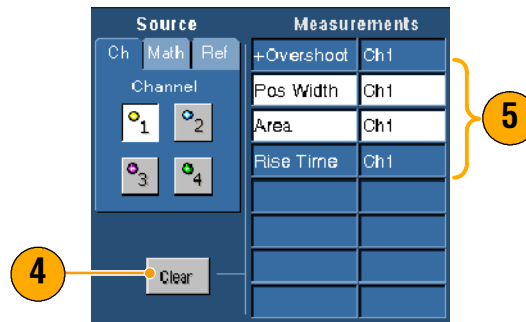 Source
Ch Math Ref
Channel
1 2
3 4
4
Clear
Measurements
+Overshoot Ch1
Pos Width Ch1
Area Ch1
Rise Time Ch1
5